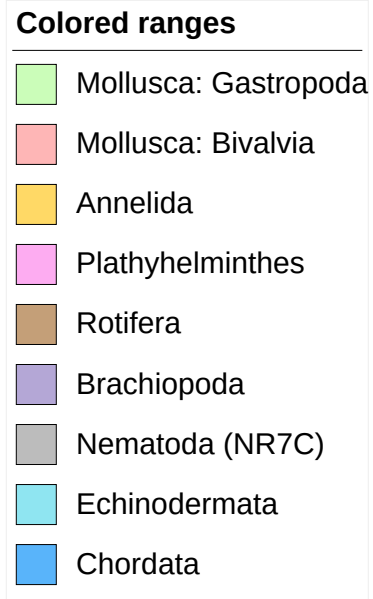 Colored ranges
Mollusca: Gastropoda
Mollusca: Bivalvia
Annelida
Plathyhelminthes
Rotifera
Brachiopoda
Nematoda (NR7C)
Echinodermata
Chordata